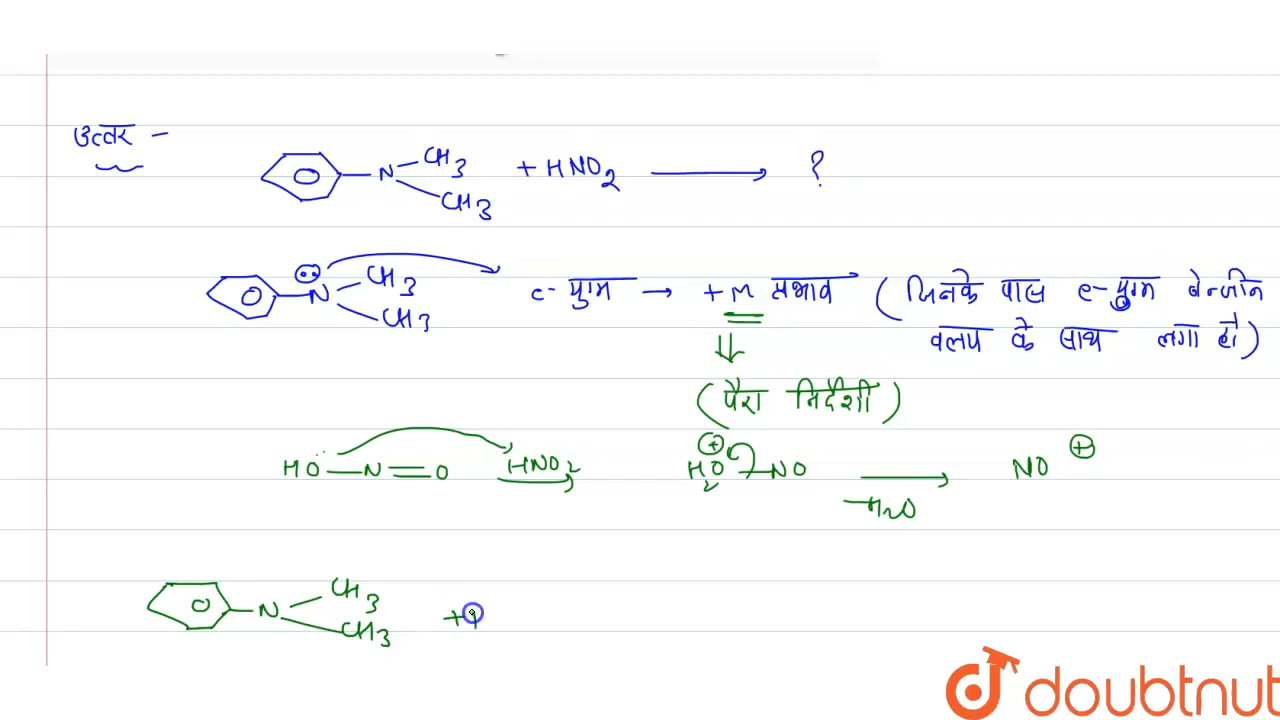 उत्तर -
N CH3 CH3 + HNO2 → ?
N CH3 CH3 e- युग्म → + m प्रभाव ( जिनके पास e- युग्म बेन्जीन
वलय के साथ लगा हो )
( पैरा निर्देशी )
HO - N = O HNO2 → H2O⊕ - NO → -H2O NO⊕
N CH3 CH3 +
doubtnut